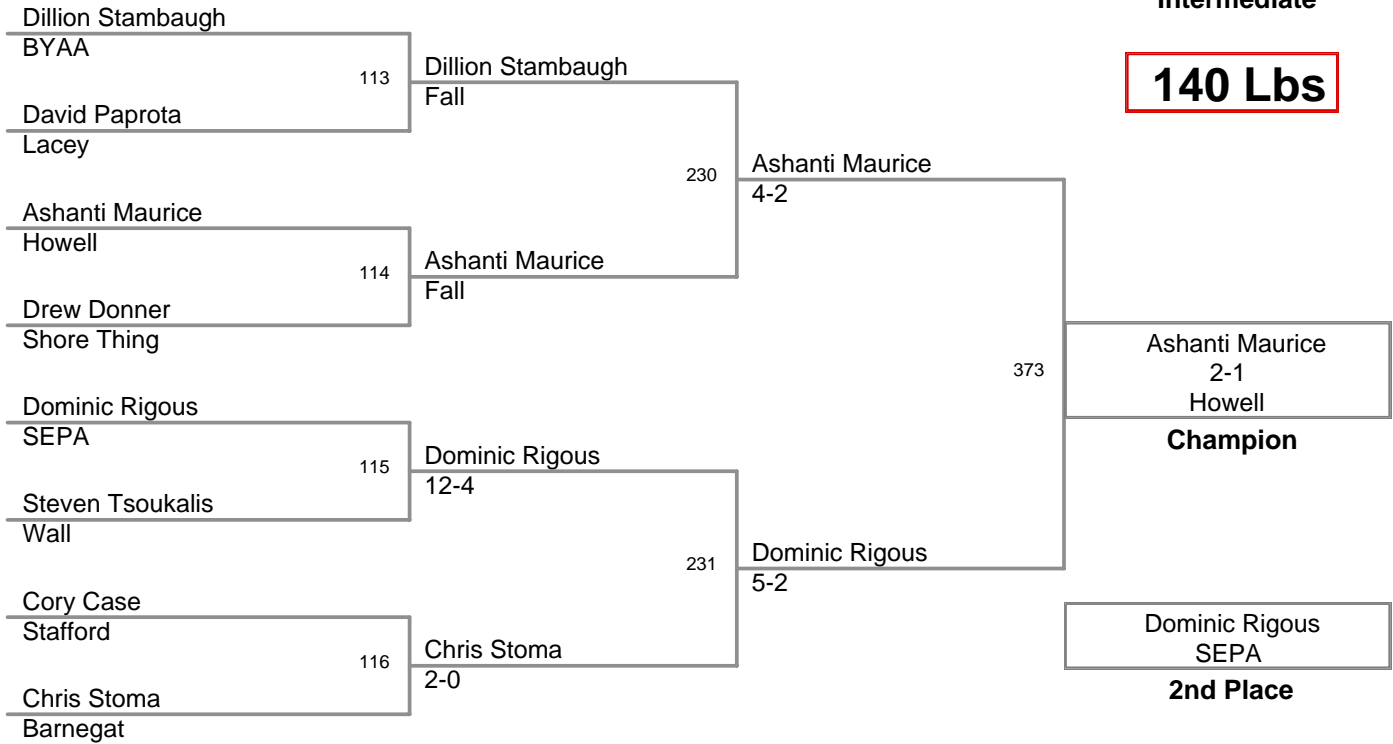 Intermediate
140 Lbs
Dillion Stambaugh
BYAA
113
David Paprota
Lacey
Dillion Stambaugh
Fall
Ashanti Maurice
Howell
114
Drew Donner
Shore Thing
Ashanti Maurice
Fall
230
Ashanti Maurice
4-2
Dominic Rigous
SEPA
115
Steven Tsoukalis
Wall
Dominic Rigous
12-4
Cory Case
Stafford
116
Chris Stoma
Barnegat
Chris Stoma
2-0
231
Dominic Rigous
5-2
373
Ashanti Maurice
2-1
Howell
Champion
Dominic Rigous
SEPA
2nd Place